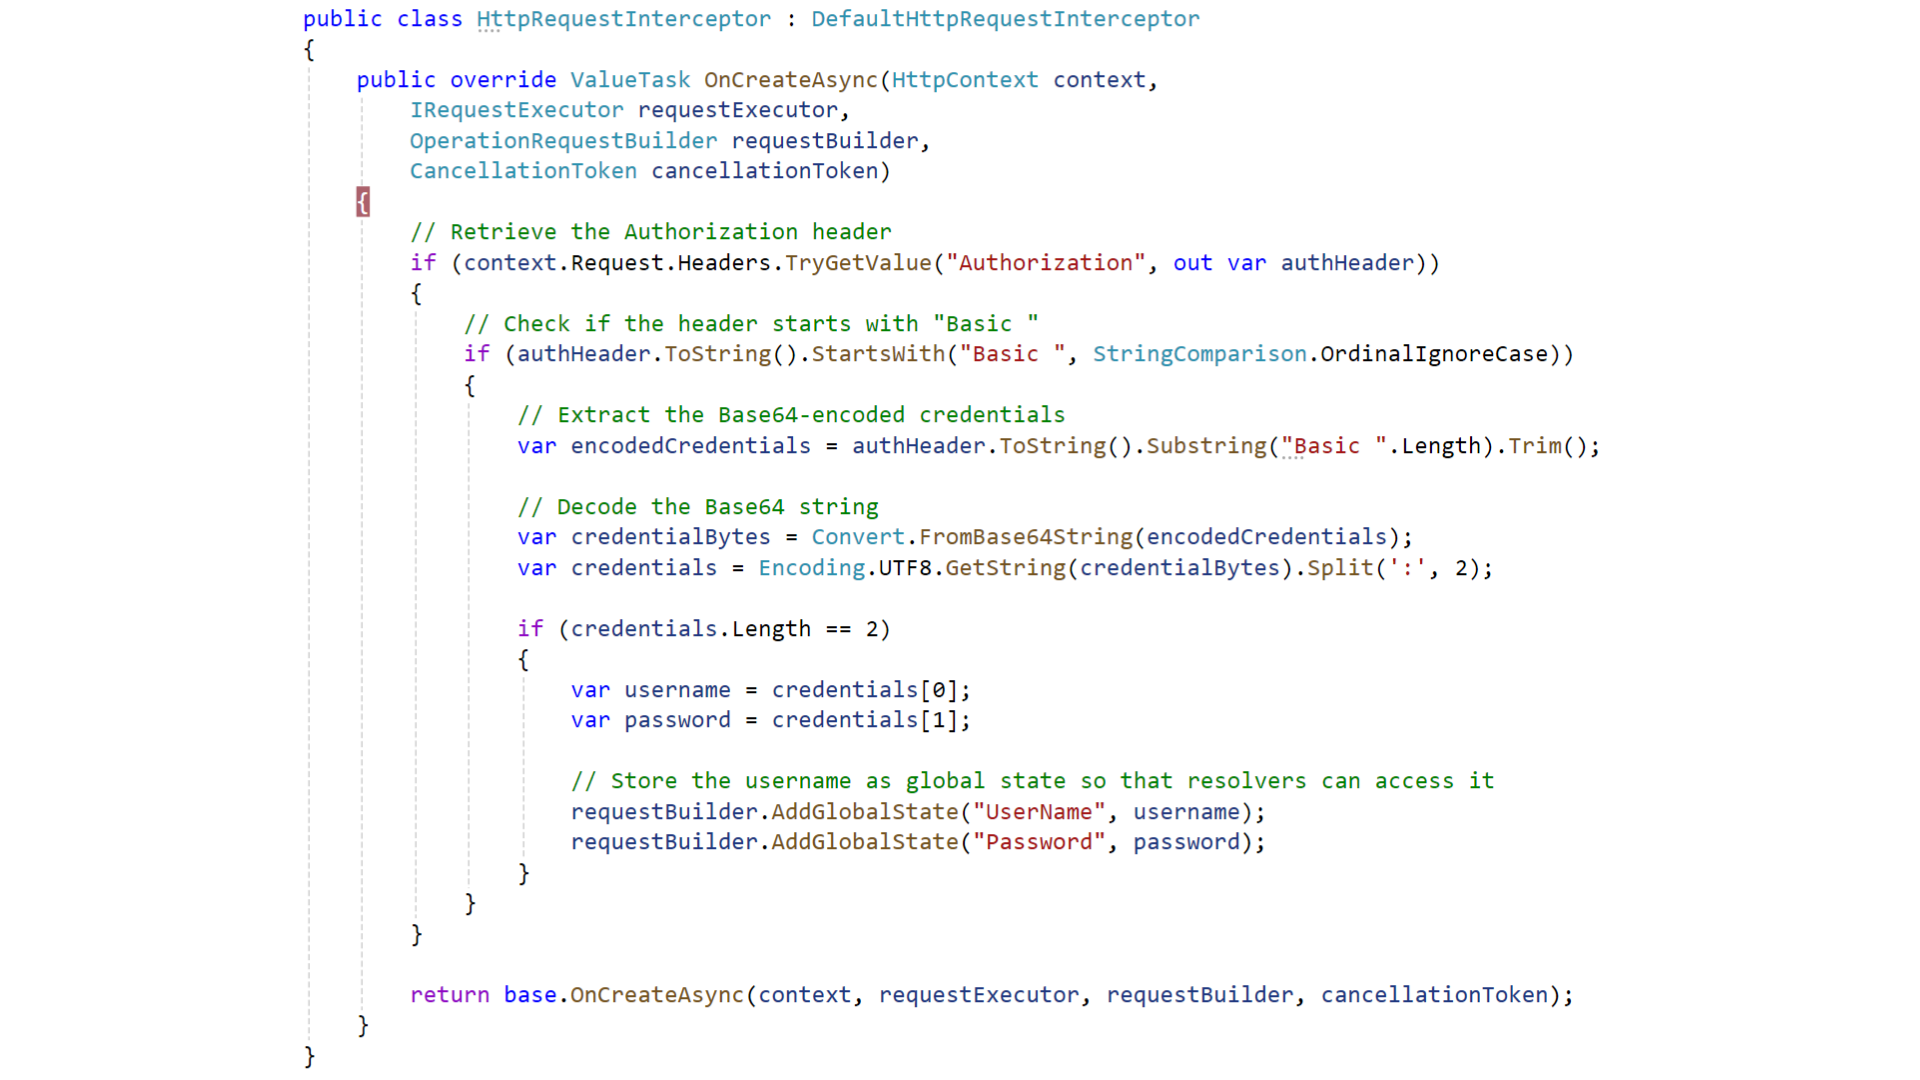 public class HttpRequestInterceptor : DefaultHttpRequestInterceptor
{
    public override ValueTask OnCreateAsync(HttpContext context,
        IRequestExecutor requestExecutor,
        OperationRequestBuilder requestBuilder,
        CancellationToken cancellationToken)
    {
        // Retrieve the Authorization header
        if (context.Request.Headers.TryGetValue("Authorization", out var authHeader))
        {
            // Check if the header starts with "Basic "
            if (authHeader.ToString().StartsWith("Basic ", StringComparison.OrdinalIgnoreCase))
            {
                // Extract the Base64-encoded credentials
                var encodedCredentials = authHeader.ToString().Substring("Basic ".Length).Trim();

                // Decode the Base64 string
                var credentialBytes = Convert.FromBase64String(encodedCredentials);
                var credentials = Encoding.UTF8.GetString(credentialBytes).Split(':', 2);

                if (credentials.Length == 2)
                {
                    var username = credentials[0];
                    var password = credentials[1];

                    // Store the username as global state so that resolvers can access it
                    requestBuilder.AddGlobalState("UserName", username);
                    requestBuilder.AddGlobalState("Password", password);
                }
            }
        }

        return base.OnCreateAsync(context, requestExecutor, requestBuilder, cancellationToken);
    }
}